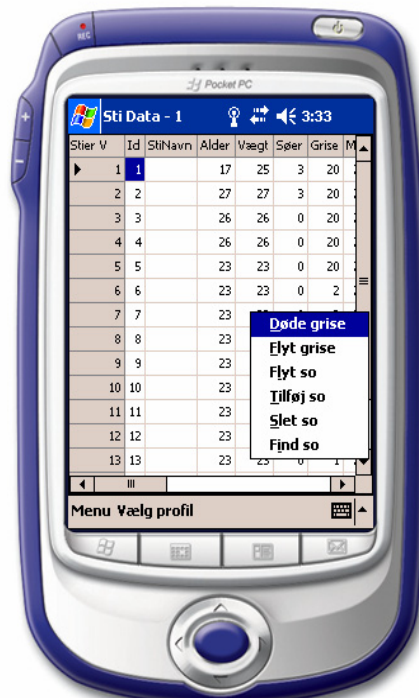 REC
Pocket PC
Sti Data - 1 3:33
Stier V Id StiNavn Alder Vægt Søer Grise M
1 1 17 25 3 20
2 2 27 27 3 20
3 3 26 26 0 20
4 4 26 26 0 20
5 5 23 23 0 20
6 6 23 23 0 2
7 7 23
8 8 23
9 9 23
10 10 23
11 11 23
12 12 23
13 13 23 23 0 1
Døde grise
Flyt grise
Flyt so
Tilføj so
Slet so
Find so
Menu Vælg profil